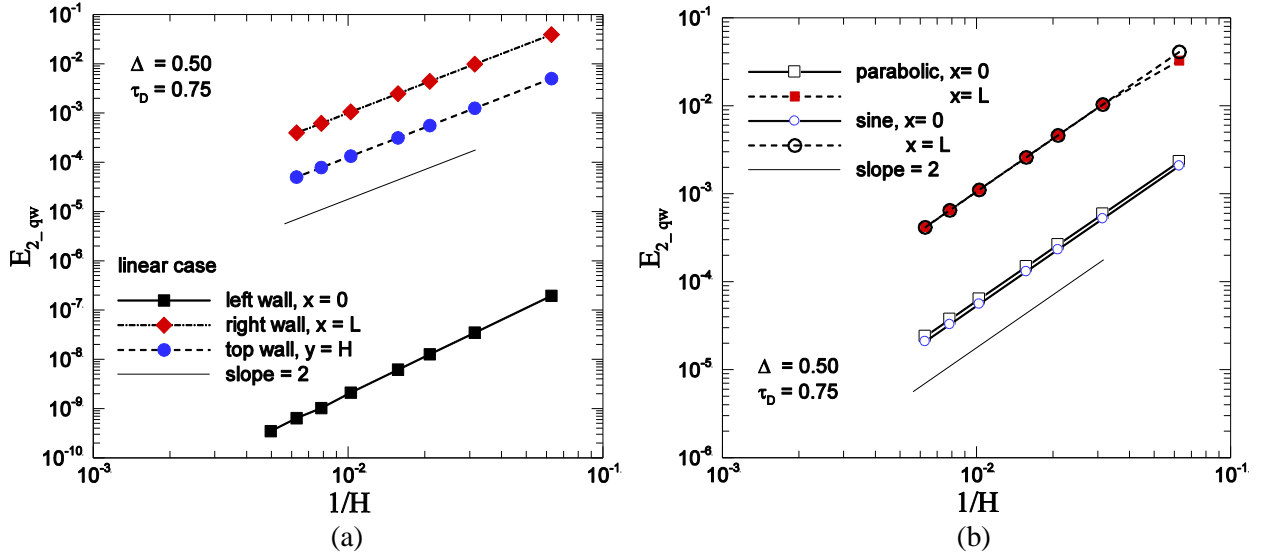 10⁻¹
10⁻²
10⁻³
10⁻⁴
10⁻⁵
10⁻⁶
10⁻⁷
10⁻⁸
10⁻⁹
10⁻¹⁰
E₂_qw
Δ = 0.50
τ_D = 0.75
linear case
left wall, x = 0
right wall, x = L
top wall, y = H
slope = 2
10⁻³
10⁻²
10⁻¹
1/H
(a)
10⁻¹
10⁻²
10⁻³
10⁻⁴
10⁻⁵
10⁻⁶
E₂_qw
parabolic, x= 0
x= L
sine, x= 0
x = L
slope = 2
Δ = 0.50
τ_D = 0.75
10⁻³
10⁻²
10⁻¹
1/H
(b)